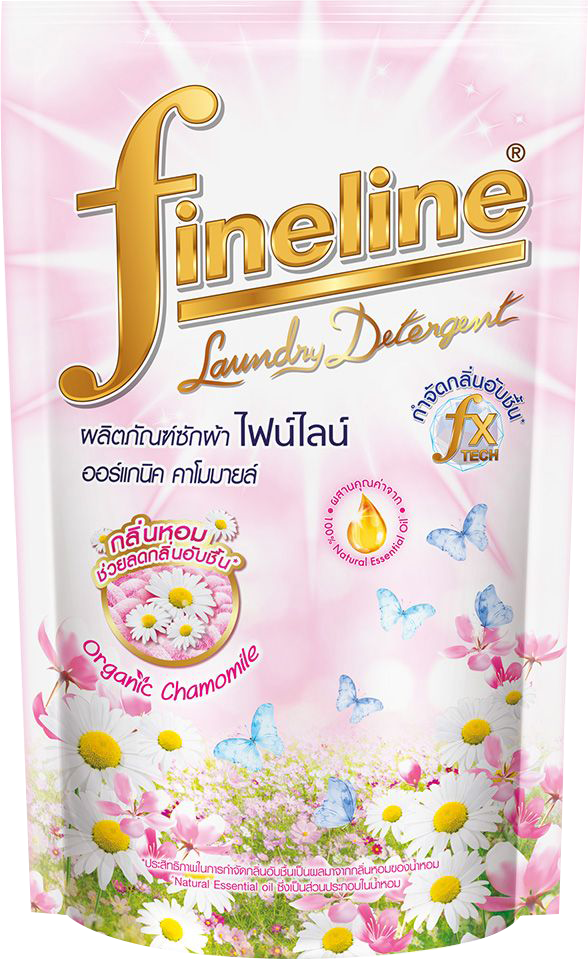 fineline®
Laundry Detergent
กำจัดกลิ่นอับชื้น*
fx
TECH
ผลิตภัณฑ์ซักผ้า ไฟน์ไลน์
ออร์แกนิค คาโมมายล์
ผสานคุณค่าจาก
100% Natural Essential Oil*
กลิ่นหอม
ช่วยลดกลิ่นอับชื้น*
Organic Chamomile
*ประสิทธิภาพในการกำจัดกลิ่นอับชื้นเป็นผลมาจากกลิ่นหอมของน้ำหอม
Natural Essential oil ซึ่งเป็นส่วนประกอบในน้ำหอม